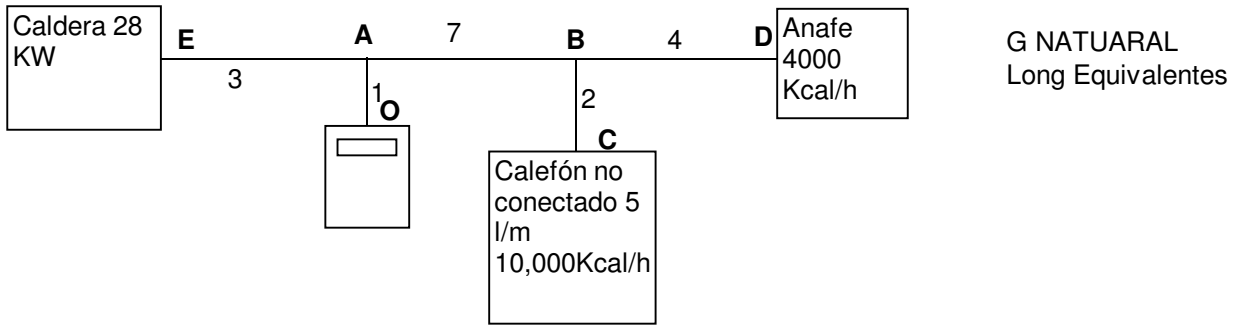 Caldera 28
KW
E
3
A
7
B
4
D
1
O
2
C
Anafe
4000
Kcal/h
Calefón no
conectado 5
l/m
10,000Kcal/h
G NATUARAL
Long Equivalentes